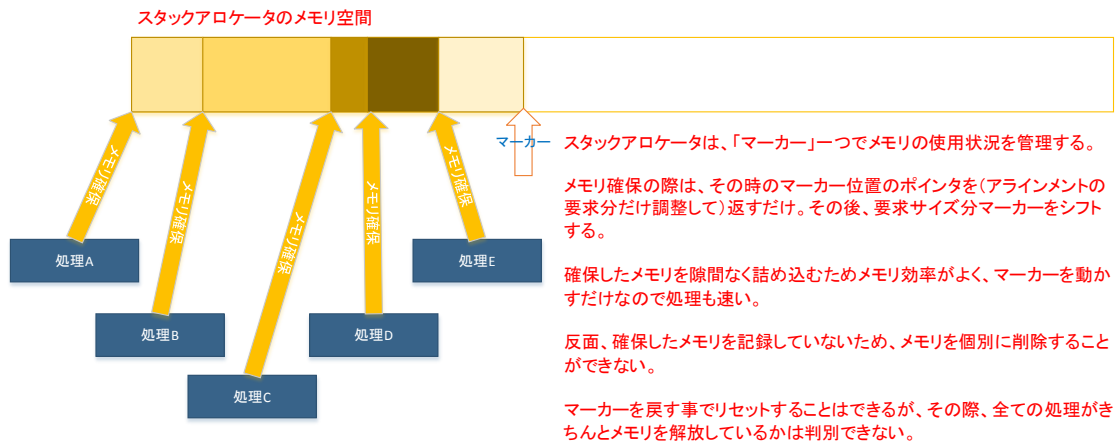 スタックアロケータのメモリ空間
マーカー
スタックアロケータは、「マーカー」一つでメモリの使用状況を管理する。
メモリ確保の際は、その時のマーカー位置のポインタを(アラインメントの
要求分だけ調整して)返すだけ。その後、要求サイズ分マーカーをシフト
する。
確保したメモリを隙間なく詰め込むためメモリ効率がよく、マーカーを動か
すだけなので処理も速い。
反面、確保したメモリを記録していないため、メモリを個別に削除すること
ができない。
マーカーを戻す事でリセットすることはできるが、その際、全ての処理がき
ちんとメモリを解放しているかは判別できない。
メモリ確保
メモリ確保
メモリ確保
メモリ確保
メモリ確保
処理A
処理E
処理B
処理D
処理C